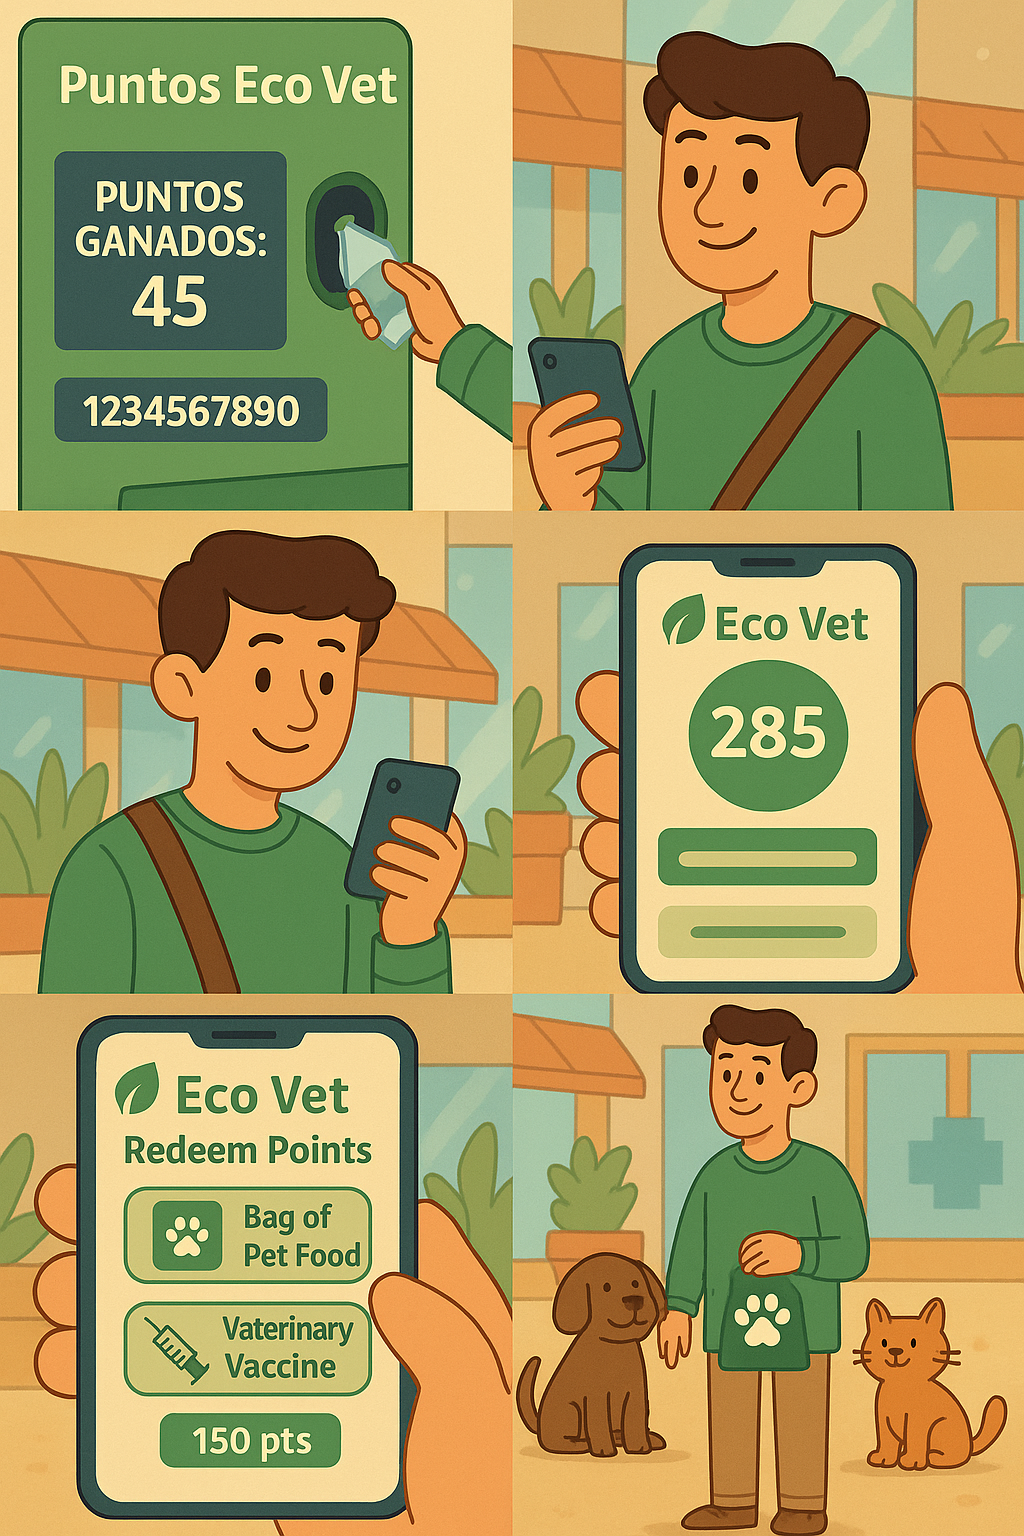 Puntos Eco Vet
PUNTOS
GANADOS:
45
1234567890
Eco Vet
285
Eco Vet
Redeem Points
Bag of
Pet Food
Vaterinary
Vaccine
150 pts